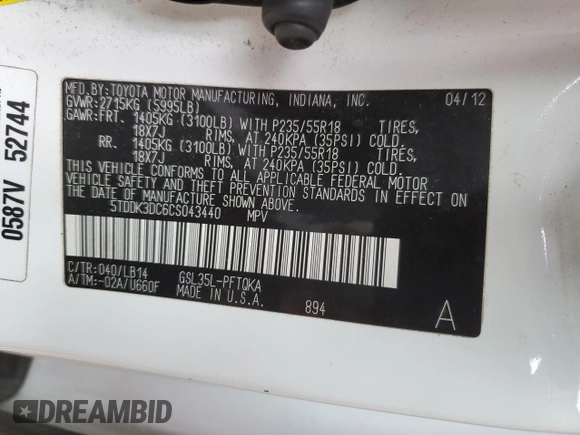 0587V 52744
MFD. BY: TOYOTA MOTOR MANUFACTURING, INDIANA, INC. 04/12
GVWR: 2715KG (5995LB)
GAWR: FRT. 1405KG (3100LB) WITH P235/55R18 TIRES,
18X7J RIMS, AT 240KPA (35PSI) COLD.
RR. 1405KG (3100LB) WITH P235/55R18 TIRES,
18X7J RIMS, AT 240KPA (35PSI) COLD.
THIS VEHICLE CONFORMS TO ALL APPLICABLE FEDERAL MOTOR
VEHICLE SAFETY AND THEFT PREVENTION STANDARDS IN EFFECT ON
THE DATE OF MANUFACTURE SHOWN ABOVE.
5TDDK3DC6CS043440 MPV
C/TR: 040/LB14 GSL35L-PFTQKA
A/TM: -02A/U660F MADE IN U.S.A. 894 A
DREAMBID